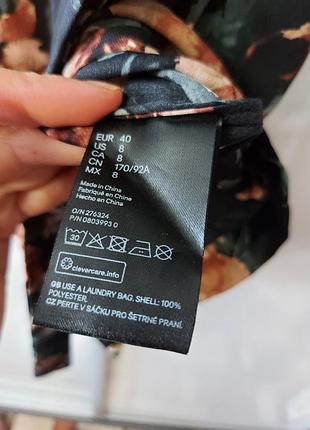 EUR 40
US 8
CA 8
CN 170/92A
MX 8
Made in China
Fabriqué en Chine
Hecho en China
O/N 276324
P/N 0803993 0
30
clevercare.info
GB USE A LAUNDRY BAG. SHELL: 100%
POLYESTER.
CZ PERTE V SÁČKU PRO ŠETRNÉ PRANÍ